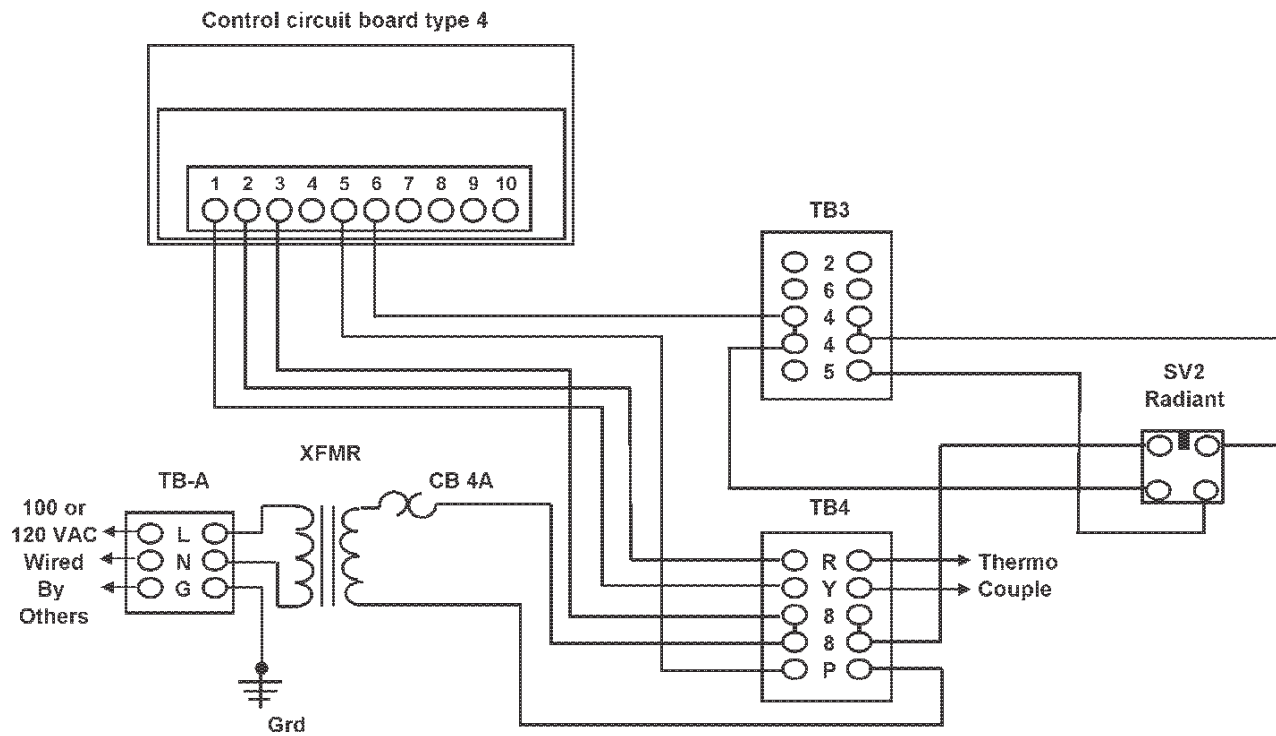 Control circuit board type 4
1 2 3 4 5 6 7 8 9 10
TB3
2
6
4
4
5
SV2
Radiant
XFMR
CB 4A
TB-A
100 or
120 VAC
Wired
By
Others
L
N
G
Grd
TB4
R
Y
8
8
P
Thermo
Couple